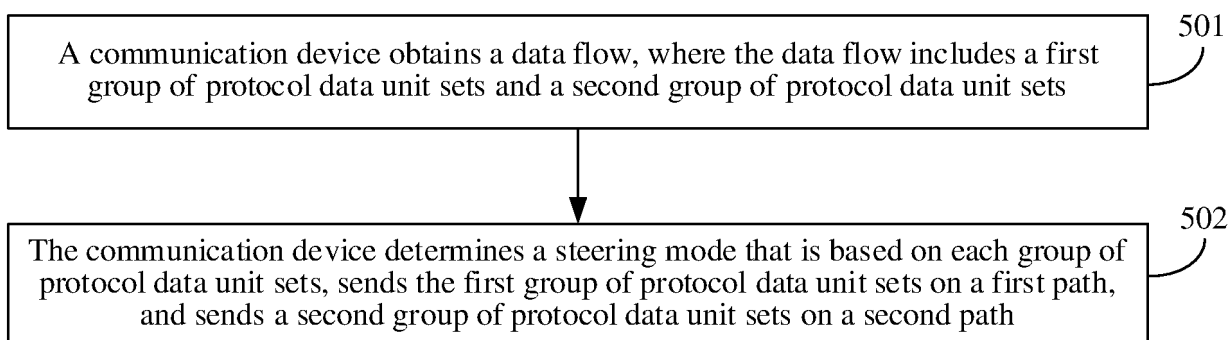 A communication device obtains a data flow, where the data flow includes a first
group of protocol data unit sets and a second group of protocol data unit sets
501
The communication device determines a steering mode that is based on each group of
protocol data unit sets, sends the first group of protocol data unit sets on a first path,
and sends a second group of protocol data unit sets on a second path
502